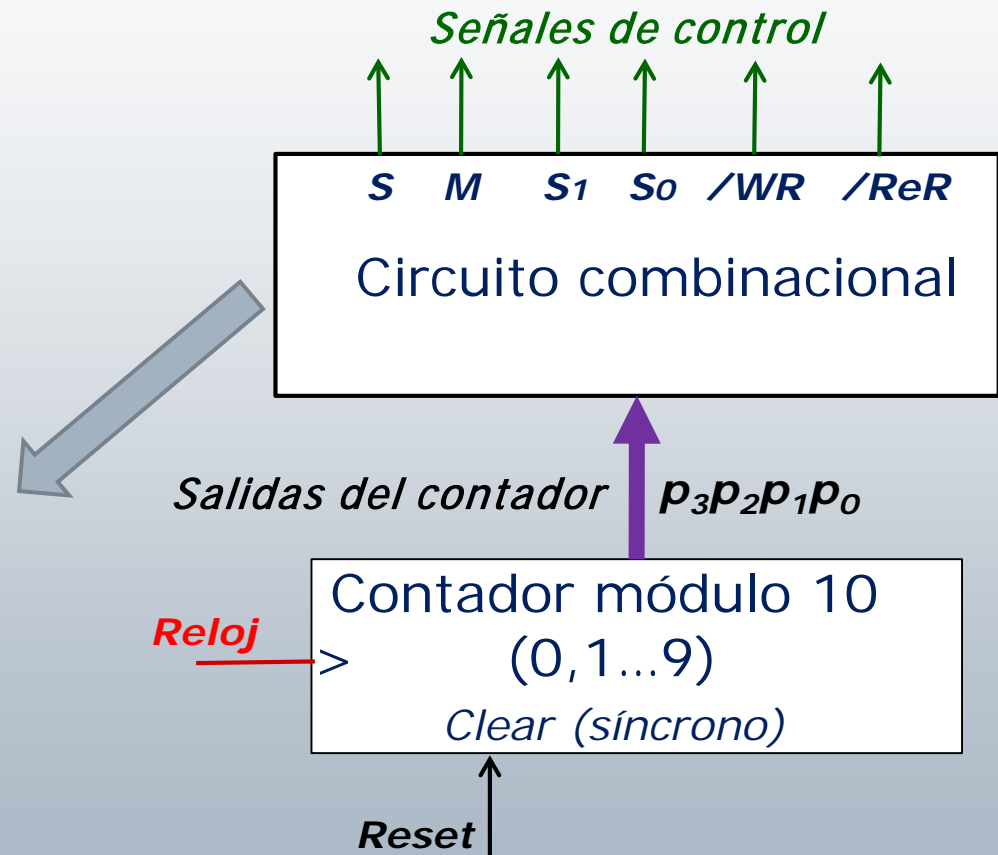 Señales de control
S M S1 S0 /WR /ReR
Circuito combinacional
Salidas del contador p3p2p1p0
Contador módulo 10
Reloj
> (0,1...9)
Clear (síncrono)
Reset